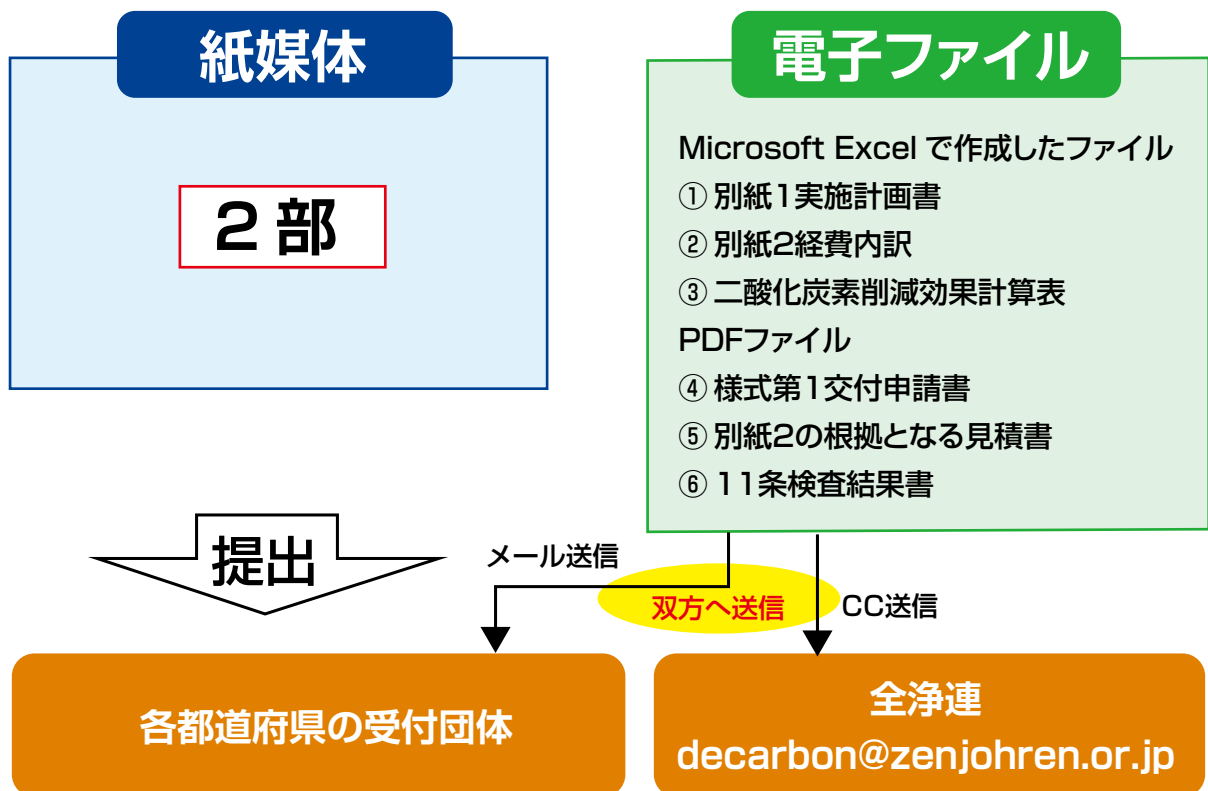 紙媒体
2部
提出
電子ファイル
Microsoft Excel で作成したファイル
① 別紙1実施計画書
② 別紙2経費内訳
③ 二酸化炭素削減効果計算表
PDFファイル
④ 様式第1交付申請書
⑤ 別紙2の根拠となる見積書
⑥ 11条検査結果書
メール送信
双方へ送信
CC送信
各都道府県の受付団体
全浄連
decarbon@zenjohren.or.jp